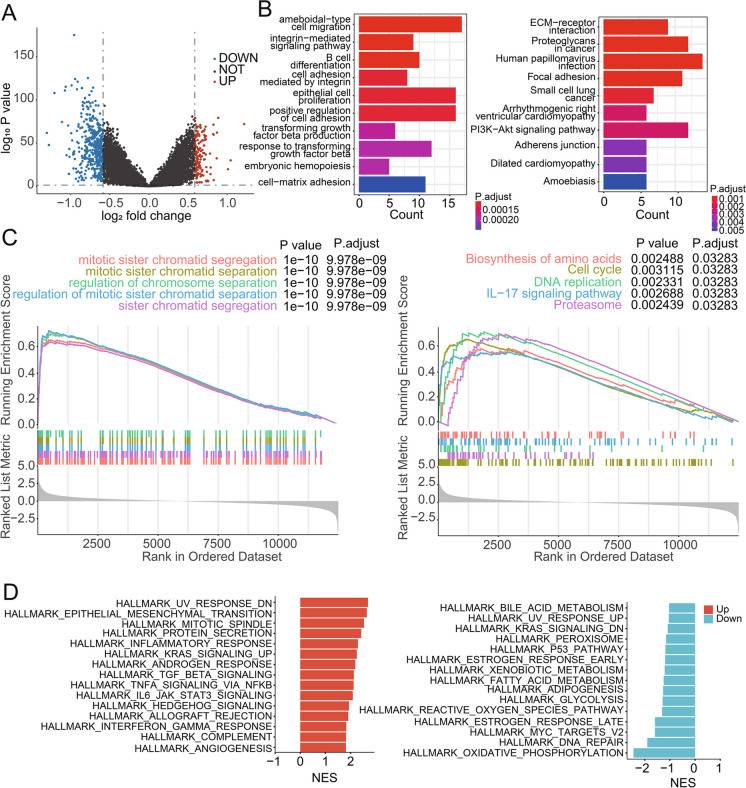 A
log₁₀ P value
175
150
120
80
50
30
0
−1.0
−0.5
0.0
0.5
1.0
log₂ fold change
DOWN
NOT
UP
B
ameboidal-type
cell migration
integrin-mediated
signaling pathway
B cell
differentiation
cell adhesion
mediated by integrin
epithelial cell
proliferation
positive regulation
of cell adhesion
transforming growth
factor beta production
response to transforming
growth factor beta
embryonic hemopoiesis
cell-matrix adhesion
0
5
10
15
Count
P.adjust
0.00015
0.00020
ECM-receptor
interaction
Proteoglycans
in cancer
Human papillomavirus
infection
Focal adhesion
Small cell lung
cancer
Arrhythmogenic right
ventricular cardiomyopathy
PI3K-Akt signaling pathway
Adherens junction
Dilated cardiomyopathy
Amoebiasis
0
5
10
Count
P.adjust
0.001
0.002
0.003
0.004
0.005
C
P value P.adjust
mitotic sister chromatid segregation 1e-10 9.978e-09
mitotic sister chromatid separation 1e-10 9.978e-09
regulation of chromosome separation 1e-10 9.978e-09
regulation of mitotic sister chromatid separation 1e-10 9.978e-09
sister chromatid segregation 1e-10 9.978e-09
Running Enrichment Score
0.6
0.4
0.2
0.0
Ranked List Metric
5.0
2.5
0.0
−2.5
2500
5000
7500
10000
Rank in Ordered Dataset
P value P.adjust
Biosynthesis of amino acids 0.002488 0.03283
Cell cycle 0.003115 0.03283
DNA replication 0.002331 0.03283
IL-17 signaling pathway 0.002688 0.03283
Proteasome 0.002439 0.03283
Running Enrichment Score
0.6
0.4
0.2
0.0
Ranked List Metric
5.0
2.5
0.0
−2.5
2500
5000
7500
10000
Rank in Ordered Dataset
D
HALLMARK_UV_RESPONSE_DN
HALLMARK_EPITHELIAL_MESENCHYMAL_TRANSITION
HALLMARK_MITOTIC_SPINDLE
HALLMARK_PROTEIN_SECRETION
HALLMARK_INFLAMMATORY_RESPONSE
HALLMARK_KRAS_SIGNALING_UP
HALLMARK_ANDROGEN_RESPONSE
HALLMARK_TGF_BETA_SIGNALING
HALLMARK_TNFA_SIGNALING_VIA_NFKB
HALLMARK_IL6_JAK_STAT3_SIGNALING
HALLMARK_HEDGEHOG_SIGNALING
HALLMARK_ALLOGRAFT_REJECTION
HALLMARK_INTERFERON_GAMMA_RESPONSE
HALLMARK_COMPLEMENT
HALLMARK_ANGIOGENESIS
−1
0
1
2
NES
HALLMARK_BILE_ACID_METABOLISM
HALLMARK_UV_RESPONSE_UP
HALLMARK_KRAS_SIGNALING_DN
HALLMARK_PEROXISOME
HALLMARK_P53_PATHWAY
HALLMARK_ESTROGEN_RESPONSE_EARLY
HALLMARK_XENOBIOTIC_METABOLISM
HALLMARK_FATTY_ACID_METABOLISM
HALLMARK_ADIPOGENESIS
HALLMARK_GLYCOLYSIS
HALLMARK_REACTIVE_OXYGEN_SPECIES_PATHWAY
HALLMARK_ESTROGEN_RESPONSE_LATE
HALLMARK_MYC_TARGETS_V2
HALLMARK_DNA_REPAIR
HALLMARK_OXIDATIVE_PHOSPHORYLATION
−2
−1
0
1
NES
Up
Down